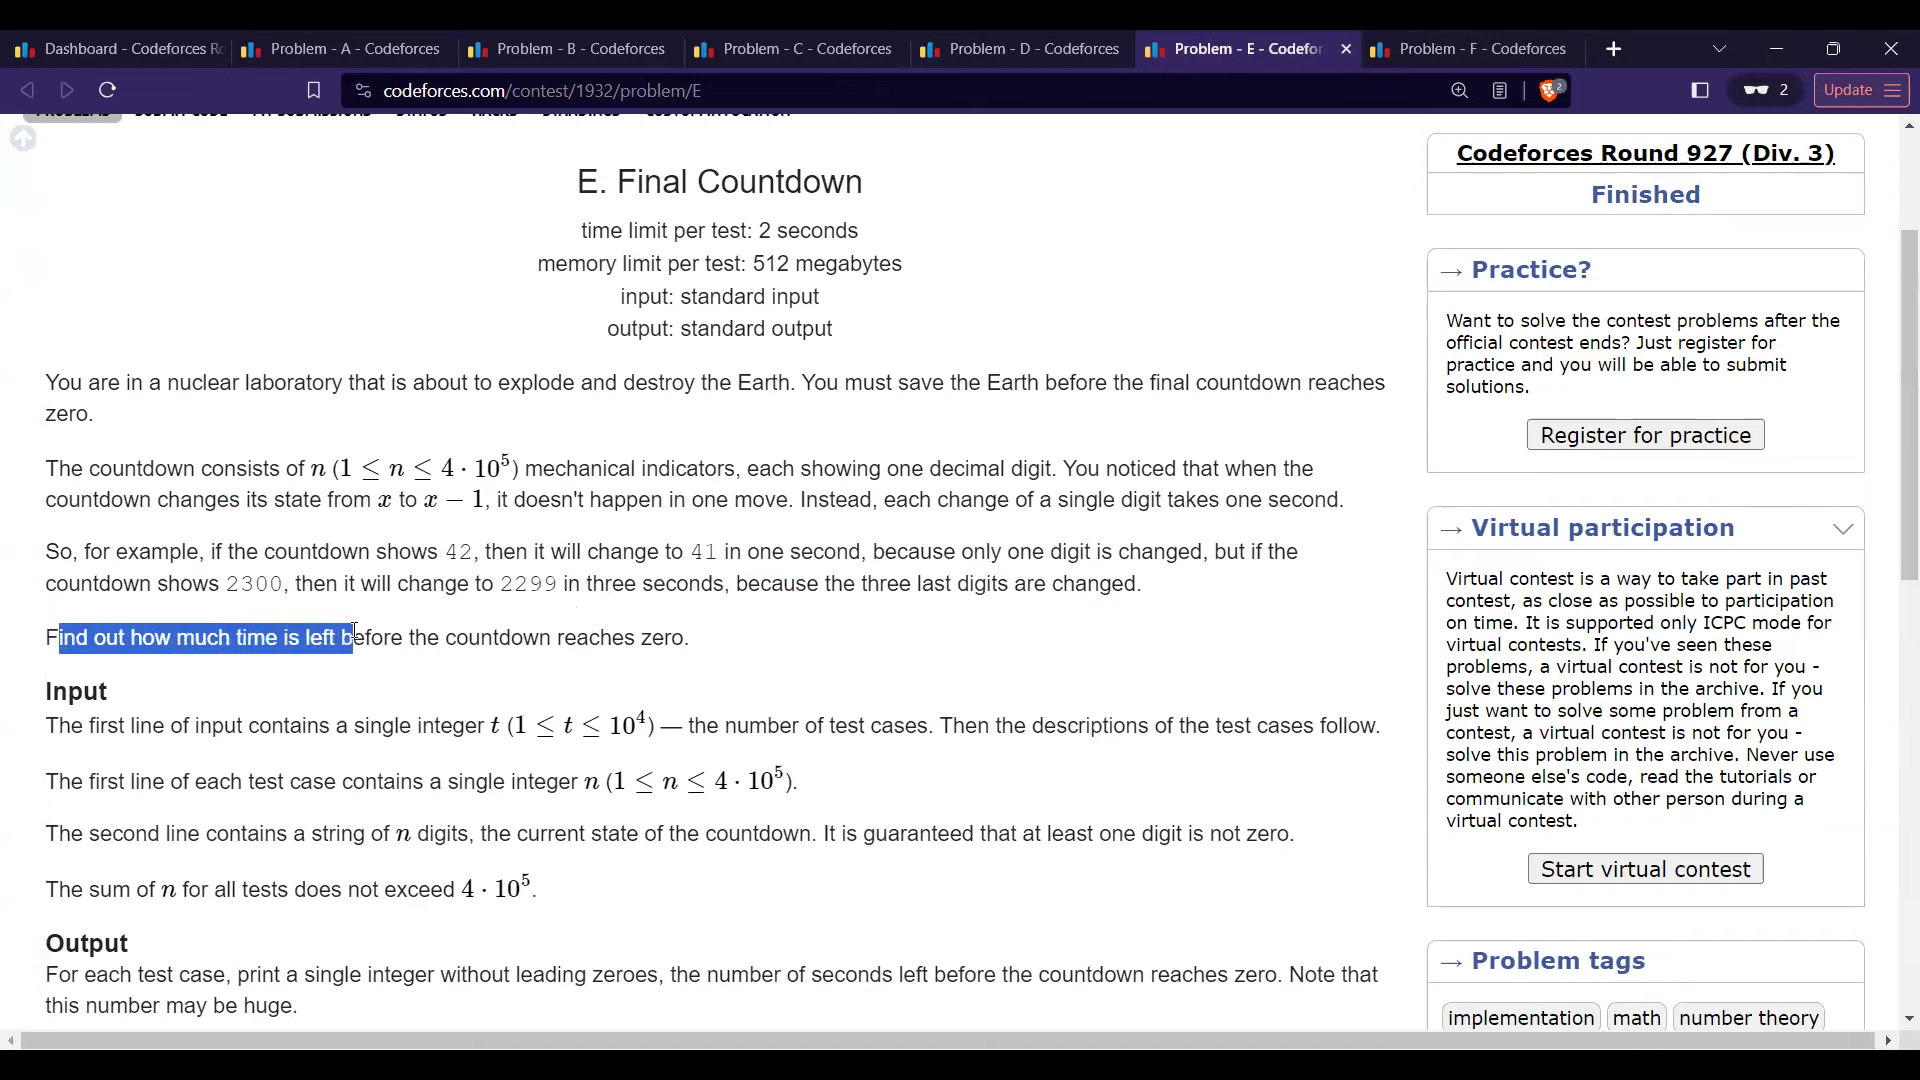 Dashboard - Codeforces Ro
Problem - A - Codeforces
Problem - B - Codeforces
Problem - C - Codeforces
Problem - D - Codeforces
Problem - E - Codefo
Problem - F - Codeforces
codeforces.com/contest/1932/problem/E
2
2
Update
E. Final Countdown
time limit per test: 2 seconds
memory limit per test: 512 megabytes
input: standard input
output: standard output
You are in a nuclear laboratory that is about to explode and destroy the Earth. You must save the Earth before the final countdown reaches
zero.
The countdown consists of n (1 ≤ n ≤ 4 · 10⁵) mechanical indicators, each showing one decimal digit. You noticed that when the
countdown changes its state from x to x − 1, it doesn't happen in one move. Instead, each change of a single digit takes one second.
So, for example, if the countdown shows 42, then it will change to 41 in one second, because only one digit is changed, but if the
countdown shows 2300, then it will change to 2299 in three seconds, because the three last digits are changed.
Find out how much time is left before the countdown reaches zero.
Input
The first line of input contains a single integer t (1 ≤ t ≤ 10⁴) — the number of test cases. Then the descriptions of the test cases follow.
The first line of each test case contains a single integer n (1 ≤ n ≤ 4 · 10⁵).
The second line contains a string of n digits, the current state of the countdown. It is guaranteed that at least one digit is not zero.
The sum of n for all tests does not exceed 4 · 10⁵.
Output
For each test case, print a single integer without leading zeroes, the number of seconds left before the countdown reaches zero. Note that
this number may be huge.
Codeforces Round 927 (Div. 3)
Finished
→ Practice?
Want to solve the contest problems after the
official contest ends? Just register for
practice and you will be able to submit
solutions.
Register for practice
→ Virtual participation
Virtual contest is a way to take part in past
contest, as close as possible to participation
on time. It is supported only ICPC mode for
virtual contests. If you've seen these
problems, a virtual contest is not for you -
solve these problems in the archive. If you
just want to solve some problem from a
contest, a virtual contest is not for you -
solve this problem in the archive. Never use
someone else's code, read the tutorials or
communicate with other person during a
virtual contest.
Start virtual contest
→ Problem tags
implementation math number theory